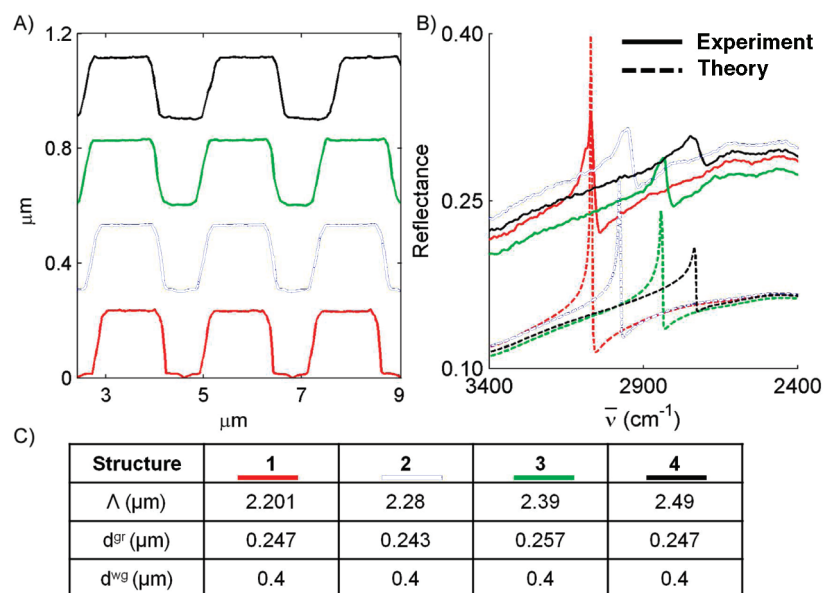 A)
B)
1.2
0.8
0.4
0
μm
3
5
7
9
μm
0.40
0.25
0.10
Reflectance
Experiment
Theory
3400
2900
2400
ν̅ (cm⁻¹)
C)
Structure 1 2 3 4
Λ (μm) 2.201 2.28 2.39 2.49
dᵍʳ (μm) 0.247 0.243 0.257 0.247
dʷᵍ (μm) 0.4 0.4 0.4 0.4